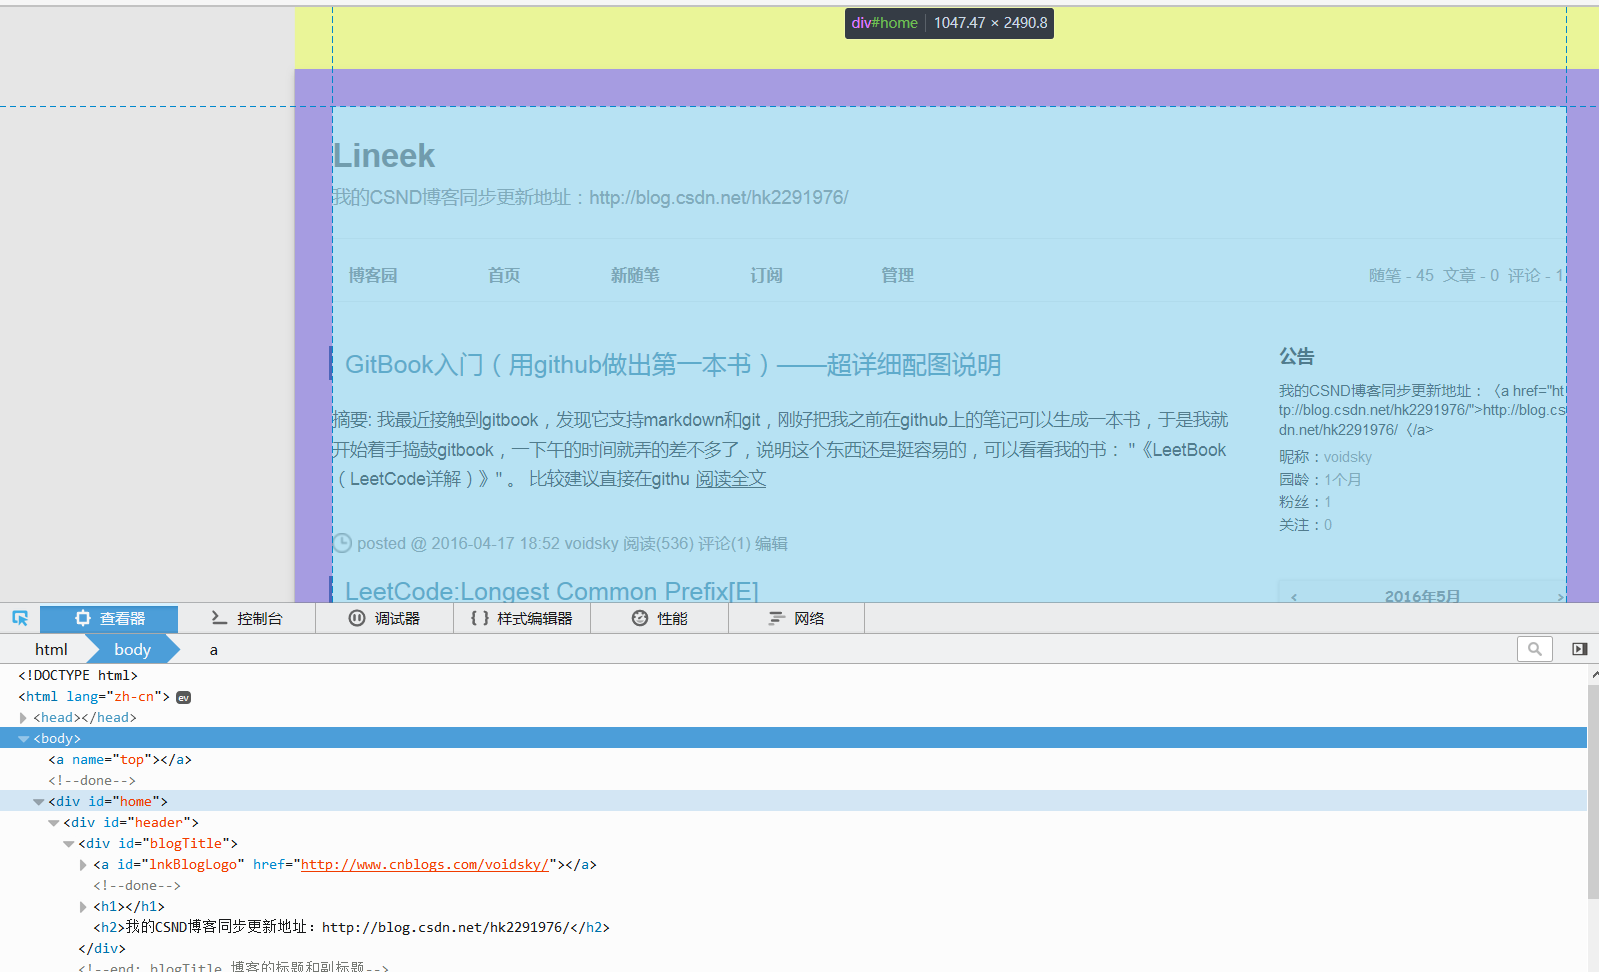 div#home 1047.47 × 2490.8
Lineek
我的CSND博客同步更新地址：http://blog.csdn.net/hk2291976/
博客园 首页 新随笔 订阅 管理 随笔 - 45 文章 - 0 评论 - 1
GitBook入门（用github做出第一本书）——超详细配图说明
摘要: 我最近接触到gitbook，发现它支持markdown和git，刚好把我之前在github上的笔记可以生成一本书，于是我就
开始着手捣鼓gitbook，一下午的时间就弄的差不多了，说明这个东西还是挺容易的，可以看看我的书： "《LeetBook
（LeetCode详解）》" 。 比较建议直接在githu 阅读全文
posted @ 2016-04-17 18:52 voidsky 阅读(536) 评论(1) 编辑
LeetCode:Longest Common Prefix[E]
公告
我的CSND博客同步更新地址：〈a href="ht
tp://blog.csdn.net/hk2291976/">http://blog.cs
dn.net/hk2291976/〈/a>
昵称：voidsky
园龄：1个月
粉丝：1
关注：0
‹ 2016年5月 ›
查看器 控制台 调试器 { } 样式编辑器 性能 网络
html body a
<!DOCTYPE html>
<html lang="zh-cn"> ev
<head></head>
<body>
<a name="top"></a>
<!--done-->
<div id="home">
<div id="header">
<div id="blogTitle">
<a id="lnkBlogLogo" href="http://www.cnblogs.com/voidsky/"></a>
<!--done-->
<h1></h1>
<h2>我的CSND博客同步更新地址：http://blog.csdn.net/hk2291976/</h2>
</div>
<!--end: blogTitle 博客的标题和副标题-->